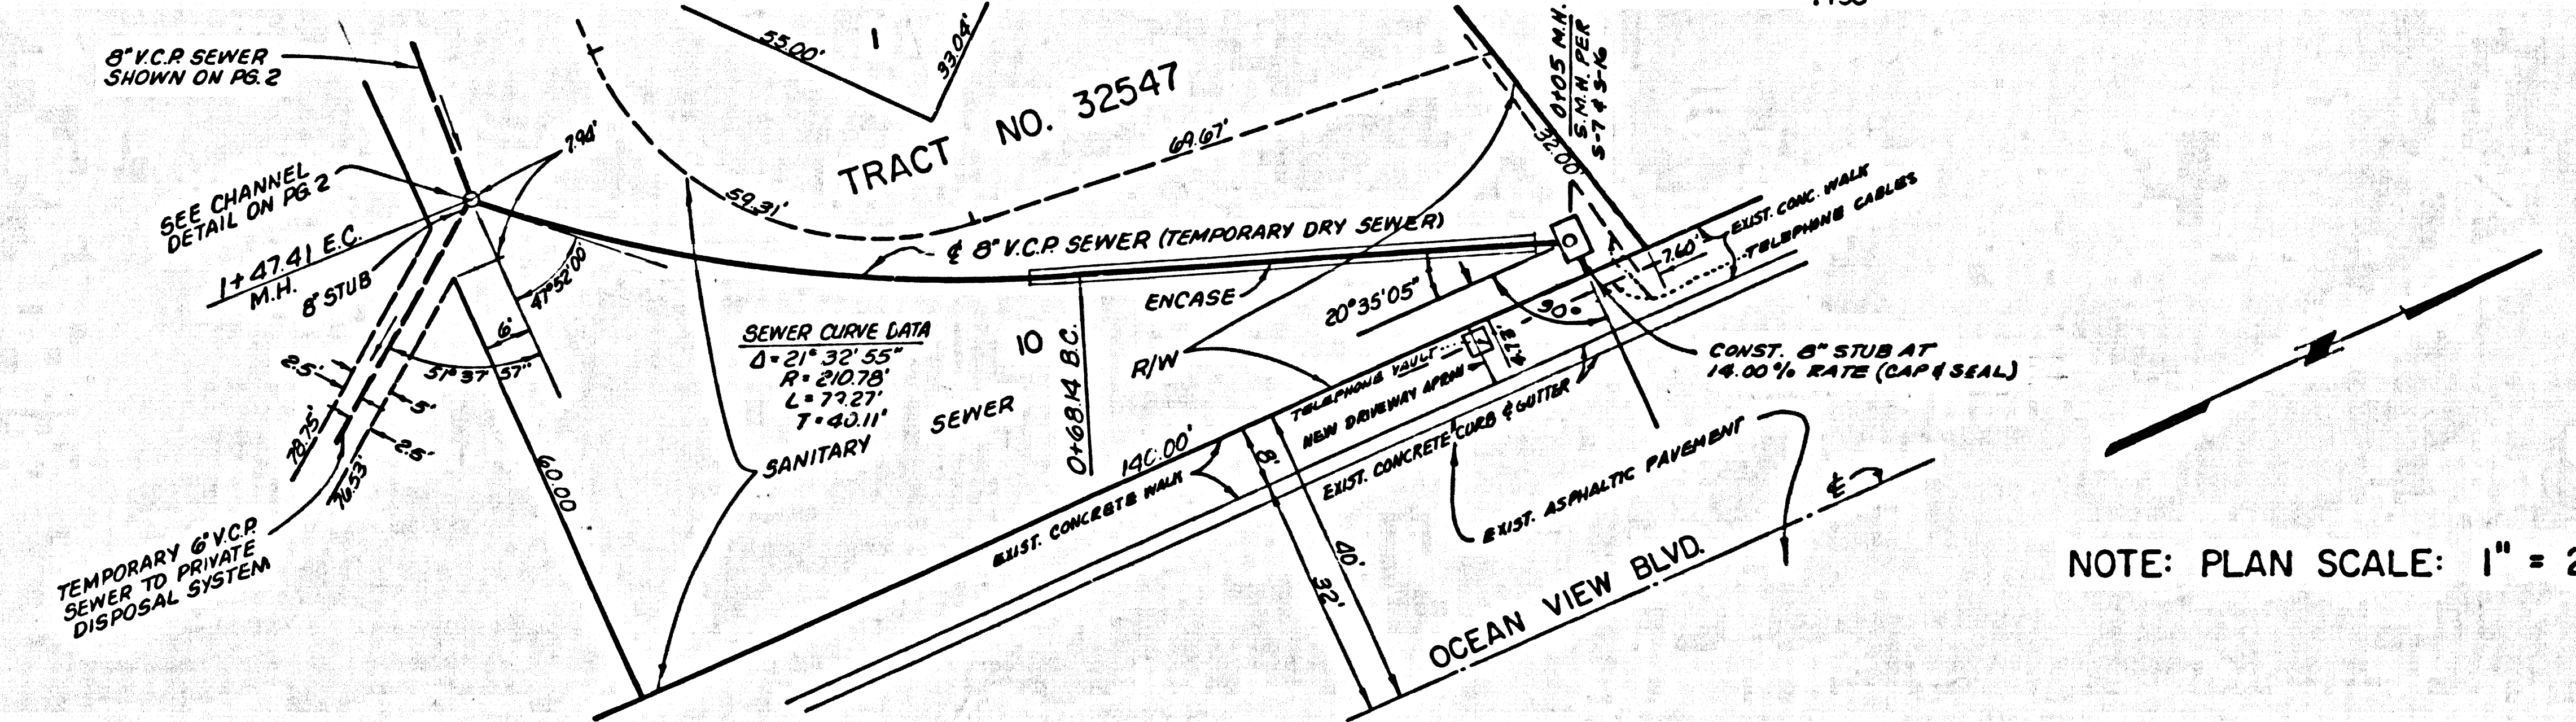 8" V.C.P. SEWER
SHOWN ON PG. 2
55.00'
1
33.04'
TRACT NO. 32547
0+05 M.H.
S.M.H. PER
S-7 & S-16
32.00'
69.67'
59.31'
7.94'
SEE CHANNEL
DETAIL ON PG. 2
1+47.41 E.C.
M.H.
8" STUB
47°52'00"
℄ 8" V.C.P. SEWER (TEMPORARY DRY SEWER)
EXIST. CONC. WALK
TELEPHONE CABLES
7.60'
ENCASE
20°35'05"
90°
6'
51°37'57"
2.5'
5'
2.5'
78.75'
76.53'
60.00
SEWER CURVE DATA
Δ = 21° 32' 55"
R = 210.78'
L = 79.27'
T = 40.11'
SANITARY
SEWER
10
0+68.14 B.C.
R/W
TELEPHONE VAULT
4.73'
NEW DRIVEWAY APRON
CONST. 8" STUB AT
14.00 % RATE (CAP & SEAL)
140.00'
EXIST. CONCRETE WALK
8'
EXIST. CONCRETE CURB & GUTTER
EXIST. ASPHALTIC PAVEMENT
40'
32'
℄
OCEAN VIEW BLVD.
TEMPORARY 6" V.C.P.
SEWER TO PRIVATE
DISPOSAL SYSTEM
NOTE: PLAN SCALE: 1" = 2